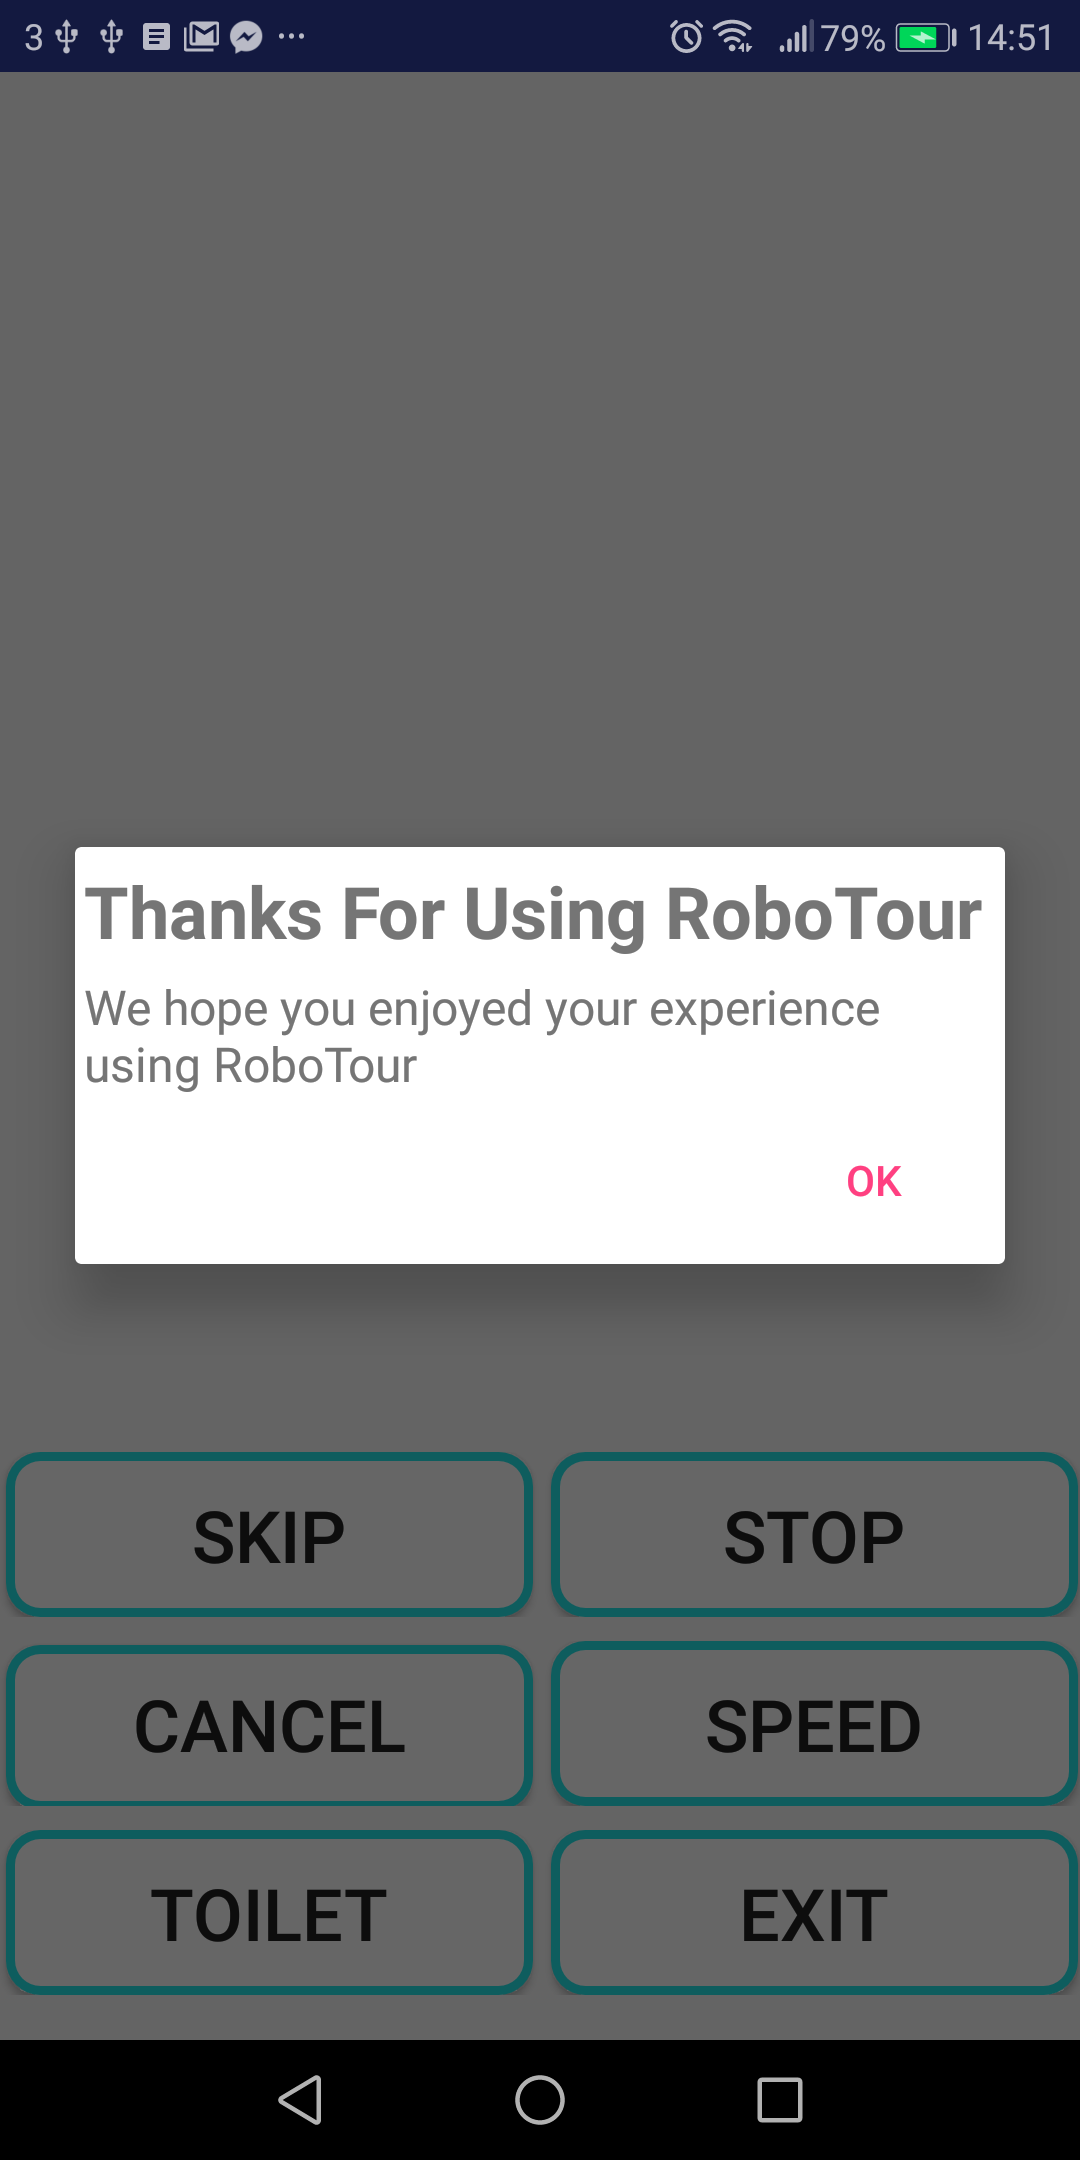 3 79% 14:51
Thanks For Using RoboTour
We hope you enjoyed your experience
using RoboTour
OK
SKIP STOP
CANCEL SPEED
TOILET EXIT